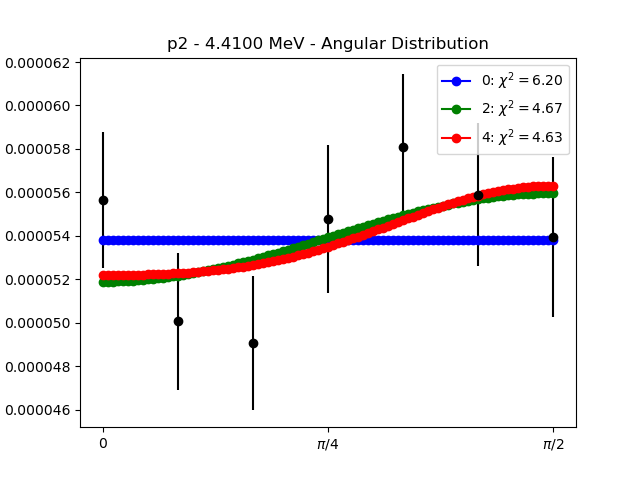 p2 - 4.4100 MeV - Angular Distribution
0.000062
0.000060
0.000058
0.000056
0.000054
0.000052
0.000050
0.000048
0.000046
0: χ² = 6.20
2: χ² = 4.67
4: χ² = 4.63
0
π/4
π/2